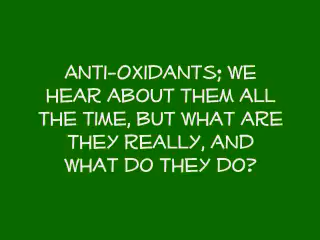 ANTI-OXIDANTS; WE
HEAR ABOUT THEM ALL
THE TIME, BUT WHAT ARE
THEY REALLY, AND
WHAT DO THEY DO?